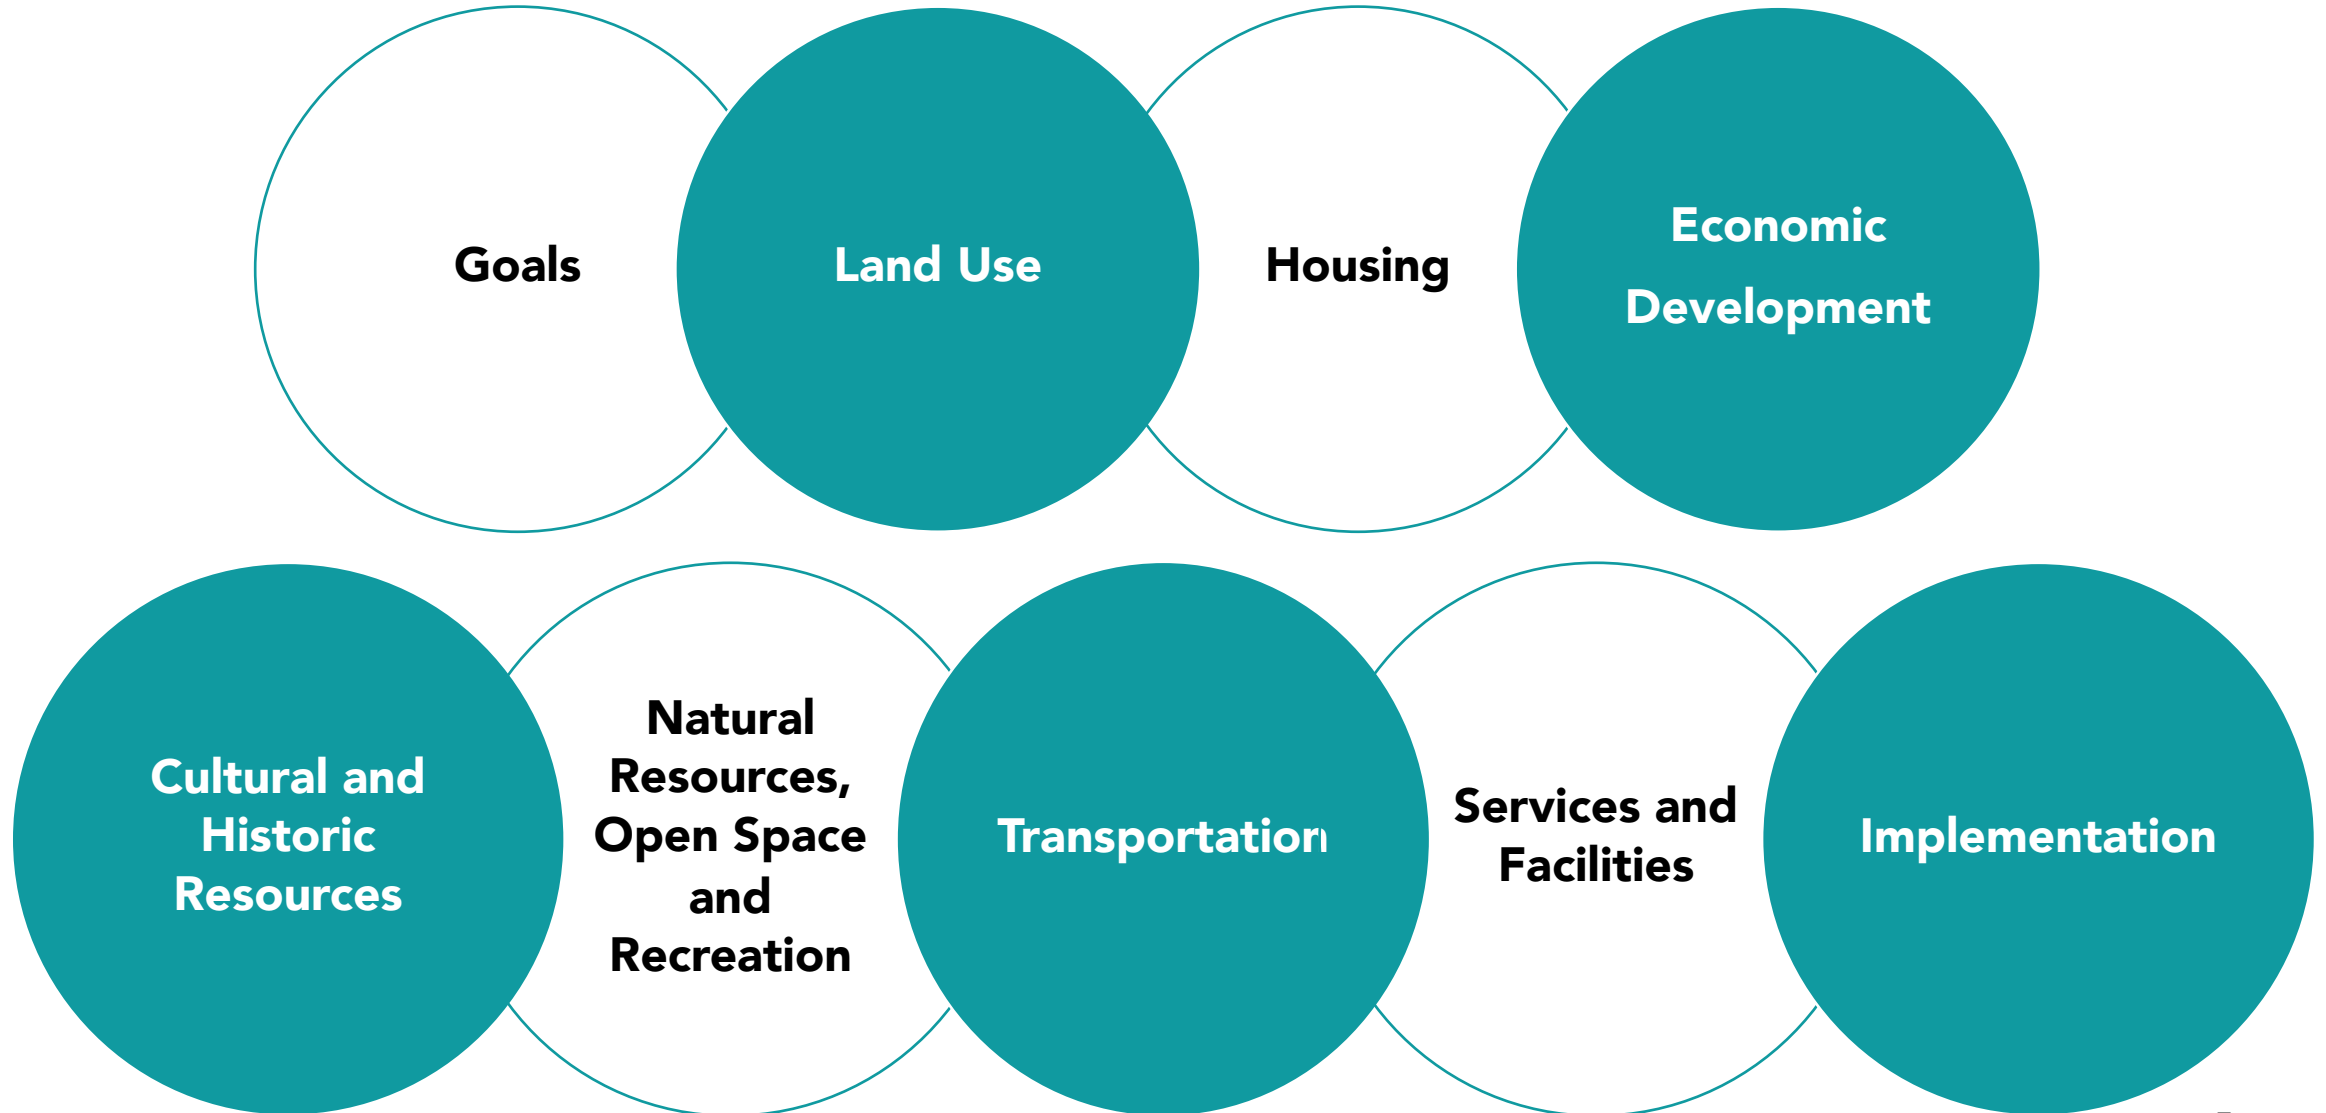 Goals
Land Use
Housing
Economic
Development
Cultural and
Historic
Resources
Natural
Resources,
Open Space
and
Recreation
Transportation
Services and
Facilities
Implementation